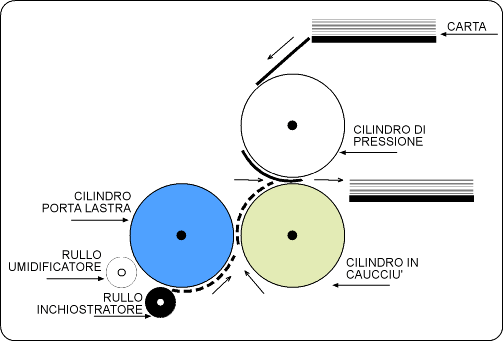 CARTA
CILINDRO DI
PRESSIONE
CILINDRO
PORTA LASTRA
RULLO
UMIDIFICATORE
CILINDRO IN
CAUCCIU'
RULLO
INCHIOSTRATORE